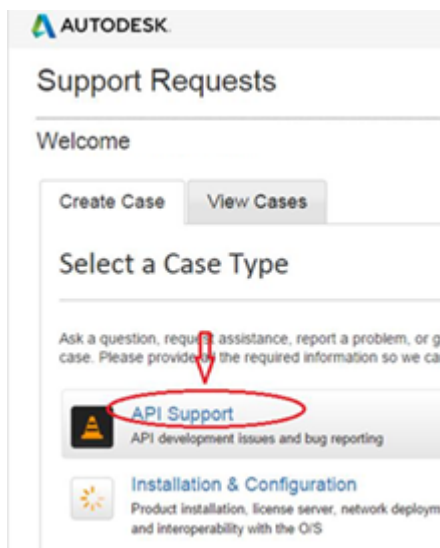 AUTODESK.
Support Requests
Welcome
Create Case View Cases
Select a Case Type
Ask a question, request assistance, report a problem, or g
case. Please provide the required information so we ca
API Support
API development issues and bug reporting
Installation & Configuration
Product installation, license server, network deploym
and interoperability with the O/S